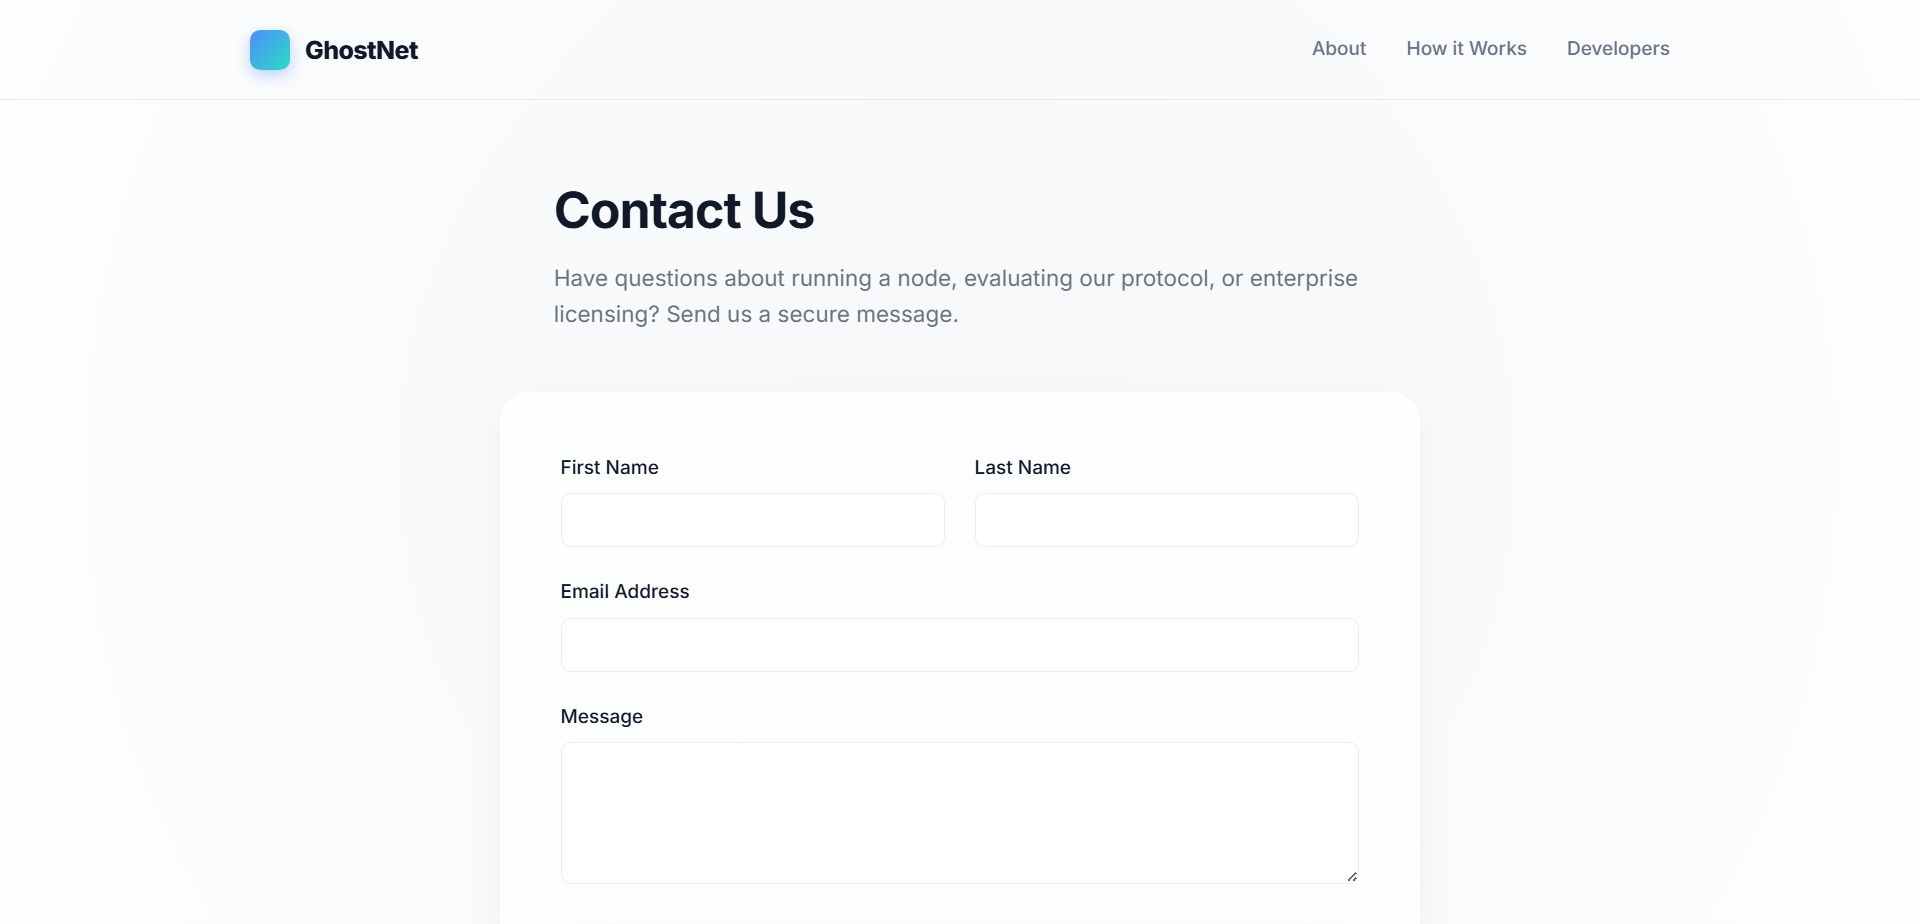 GhostNet
About
How it Works
Developers
Contact Us
Have questions about running a node, evaluating our protocol, or enterprise
licensing? Send us a secure message.
First Name
Last Name
Email Address
Message